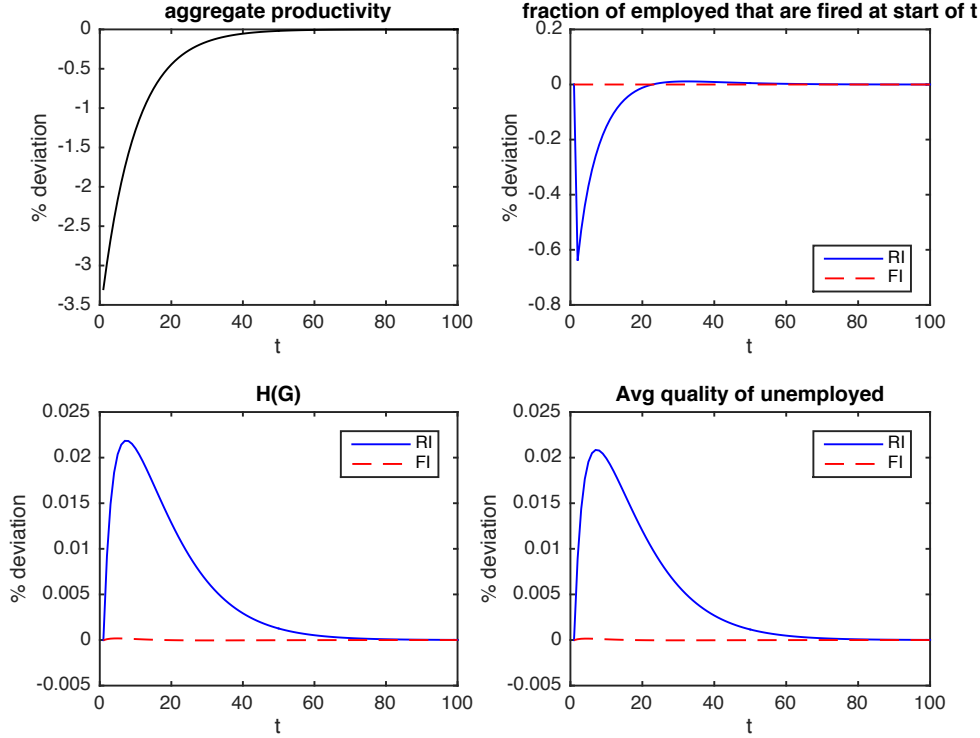 aggregate productivity
0
-0.5
-1
-1.5
-2
-2.5
-3
-3.5
% deviation
0 20 40 60 80 100
t
fraction of employed that are fired at start of t
0.2
0
-0.2
-0.4
-0.6
-0.8
% deviation
RI
FI
0 20 40 60 80 100
t
H(G)
0.025
0.02
0.015
0.01
0.005
0
-0.005
% deviation
RI
FI
0 20 40 60 80 100
t
Avg quality of unemployed
0.025
0.02
0.015
0.01
0.005
0
-0.005
% deviation
RI
FI
0 20 40 60 80 100
t